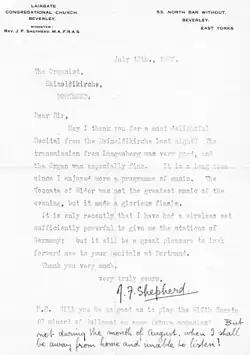 LAIRGATE
CONGREGATIONAL CHURCH
BEVERLEY.
MINISTER:
REV. J. F. SHEPHERD. M.A. F.R.A.S
53, NORTH BAR WITHOUT,
BEVERLEY,
EAST YORKS
July 12th.,
The Organist,
Reinoldikirche,
DORTMUND.
Dear Sir,
May I thank you for a most delightful
Recital from the Reinoldikirche last night? The
transmission from Langenberg was very good, and
the Organ was especially fine. It is a long time
since I enjoyed more a programme of music. The
Toccata of Widor was not the greatest music of the
evening, but it made a glorious finale.
It is only recently that I have had a wireless set
sufficiently powerful to give me the stations of
Germany; but it will be a great pleasure to look
forward now to your recitals at Dortmund.
Thank you very much,
very truly yours,
J. F. Shepherd.
P.S. Will you be so good as to play the Fifth Sonata
(C minor) of Guilmant on some future occasion? But
not during the month of August, when I shall
be away from home and unable to listen!